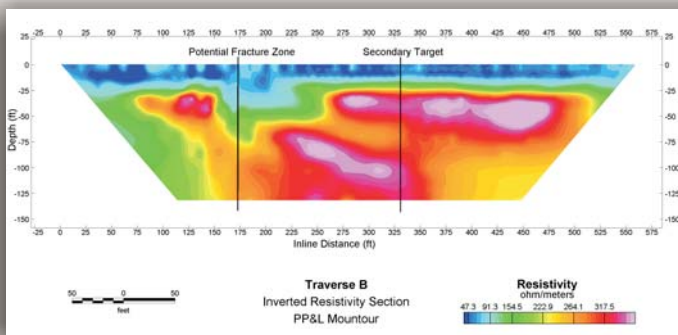 -25 0 25 50 75 100 125 150 175 200 225 250 275 300 325 350 375 400 425 450 475 500 525 550 575
25 25
Potential Fracture Zone Secondary Target
0 0
-25 -25
-50 -50
Depth (ft)
-75 -75
-100 -100
-125 -125
-150 -150
-25 0 25 50 75 100 125 150 175 200 225 250 275 300 325 350 375 400 425 450 475 500 525 550 575
Inline Distance (ft)
50 0 50
feet
Traverse B
Inverted Resistivity Section
PP&L Mountour
Resistivity
ohm/meters
47.3 91.3 154.5 222.9 264.1 317.5